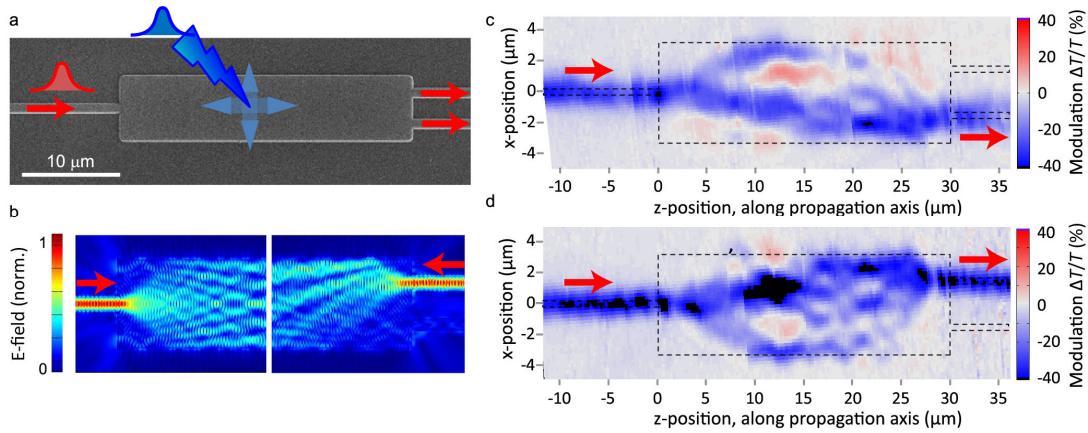 a
10 μm
b
E-field (norm.)
1
0
c
x-position (μm)
4
2
0
-2
-4
-10 -5 0 5 10 15 20 25 30 35
z-position, along propagation axis (μm)
40
20
0
-20
-40
Modulation ΔT/T (%)
d
x-position (μm)
4
2
0
-2
-4
-10 -5 0 5 10 15 20 25 30 35
z-position, along propagation axis (μm)
40
20
0
-20
-40
Modulation ΔT/T (%)